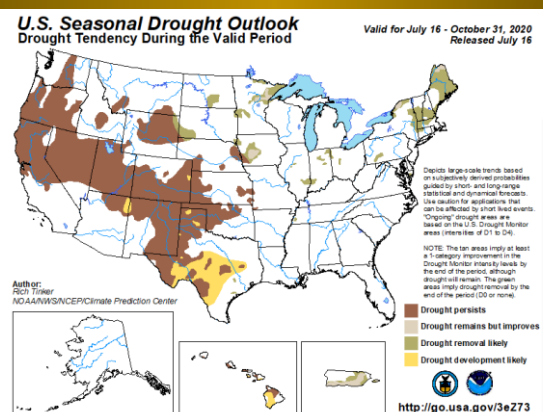 U.S. Seasonal Drought Outlook
Drought Tendency During the Valid Period
Valid for July 16 - October 31, 2020
Released July 16
Depicts large-scale trends based
on subjectively derived probabilities
guided by short- and long-range
statistical and dynamical forecasts.
Use caution for applications that
can be affected by short lived events.
"Ongoing" drought areas are
based on the U.S. Drought Monitor
areas (intensities of D1 to D4).
NOTE: The tan areas imply at least
a 1-category improvement in the
Drought Monitor intensity levels by
the end of the period, although
drought will remain. The green
areas imply drought removal by the
end of the period (D0 or none).
Author:
Rich Tinker
NOAA/NWS/NCEP/Climate Prediction Center
Drought persists
Drought remains but improves
Drought removal likely
Drought development likely
http://go.usa.gov/3eZ73